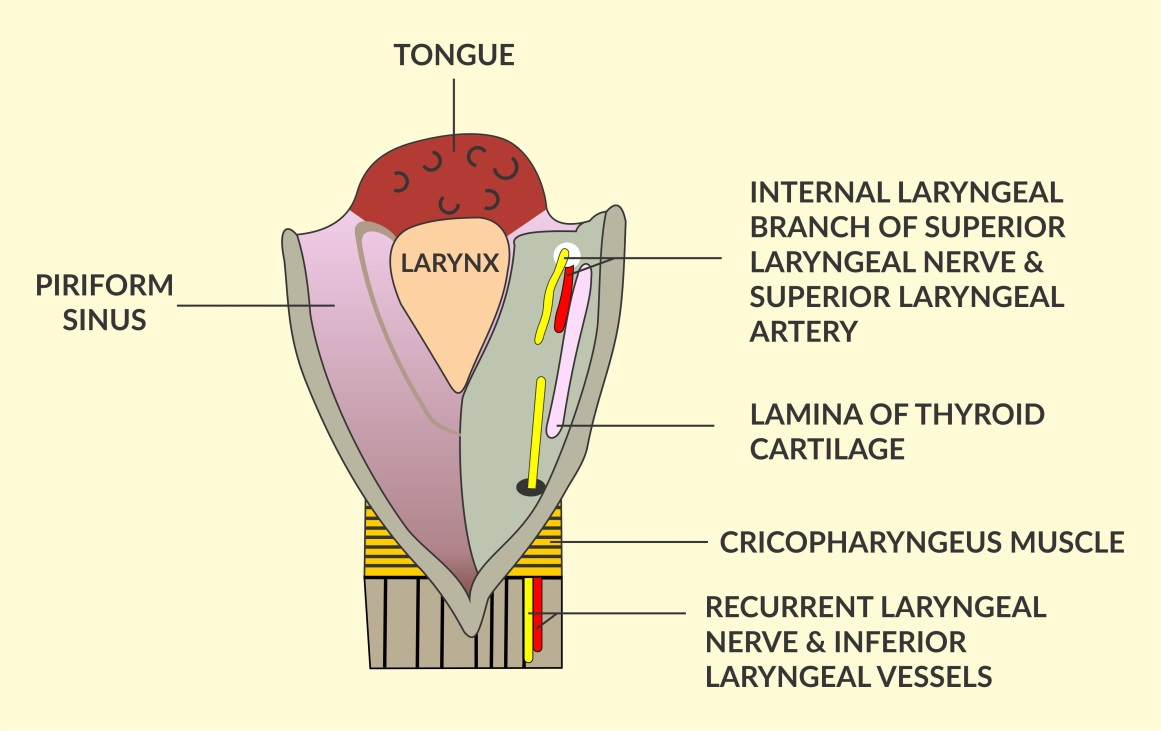 TONGUE
INTERNAL LARYNGEAL
BRANCH OF SUPERIOR
LARYNGEAL NERVE &
SUPERIOR LARYNGEAL
ARTERY
LARYNX
PIRIFORM
SINUS
LAMINA OF THYROID
CARTILAGE
CRICOPHARYNGEUS MUSCLE
RECURRENT LARYNGEAL
NERVE & INFERIOR
LARYNGEAL VESSELS